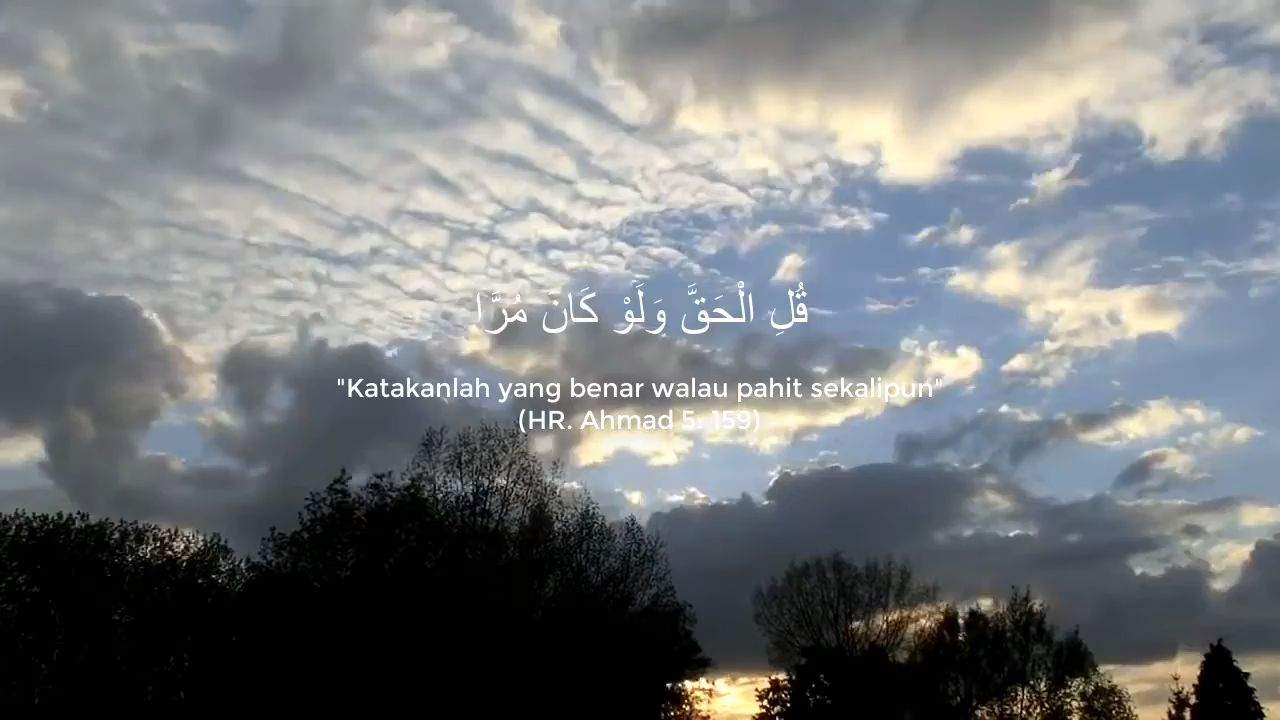 قُلِ الْحَقَّ وَلَوْ كَانَ مُرَّا
"Katakanlah yang benar walau pahit sekalipun"
(HR. Ahmad 5: 159)